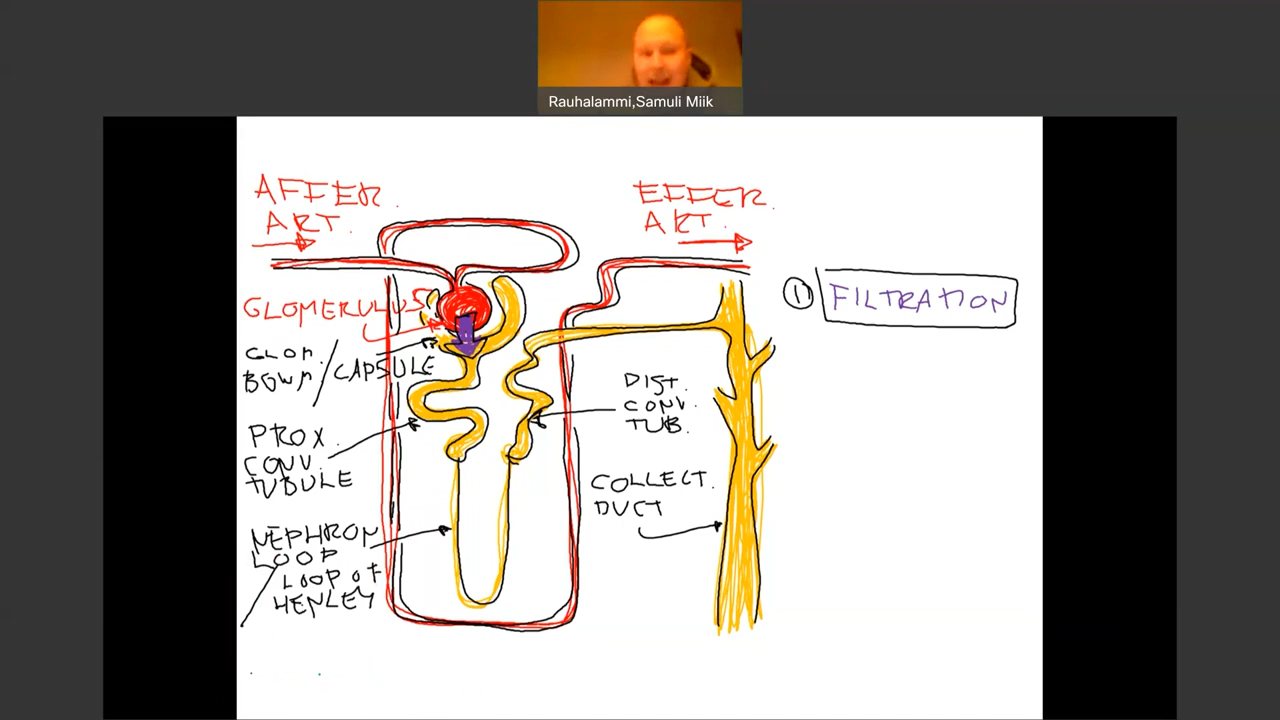 Rauhalammi,Samuli Miik
AFFER.
ART.
EFFER.
ART.
① FILTRATION
GLOMERULUS
GLOM.
BOWM / CAPSULE
PROX.
CONV.
TUBULE
NEPHRON
LOOP
/ LOOP OF
HENLEY
DIST.
CONV.
TUB.
COLLECT.
DUCT